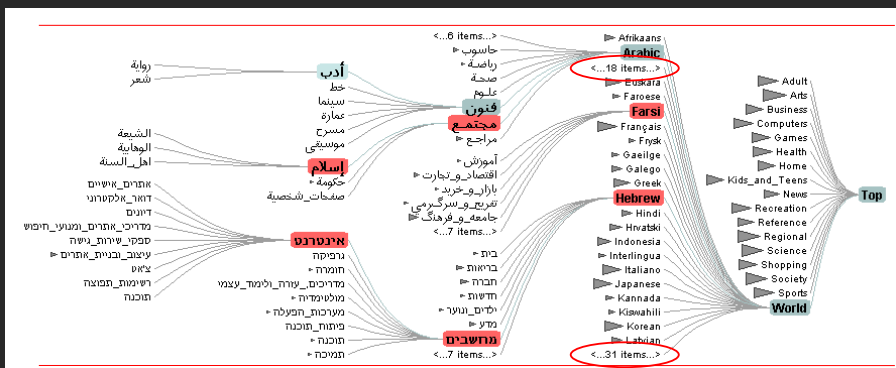 Top
Adult
Arts
Business
Computers
Games
Health
Home
Kids_and_Teens
News
Recreation
Reference
Regional
Science
Shopping
Society
Sports
World
Afrikaans
Arabic
<...18 items...>
Euskara
Faroese
Farsi
Français
Frysk
Gaeilge
Galego
Greek
Hebrew
Hindi
Hrvatski
Indonesia
Interlingua
Italiano
Japanese
Kannada
Kiswahili
Korean
Latvian
<...31 items...>
<...6 items...>
حاسوب
رياضة
صحة
علوم
فنون
مجتمع
مراجع
آموزش
اقتصاد_و_تجارت
بازار_و_خرید
تفریح_و_سرگرمی
جامعه_و_فرهنگ
<...7 items...>
בית
בריאות
חברה
חדשות
ילדים_ונוער
מדע
מחשבים
<...7 items...>
أدب
خط
سينما
عمارة
مسرح
موسيقى
إسلام
حكومة
صفحات_شخصية
אינטרנט
גרפיקה
חומרה
מדריכים,_עזרה_ולימוד_עצמי
מולטימדיה
מערכות_הפעלה
פיתוח_תוכנה
תוכנה
תמיכה
رواية
شعر
الشيعة
الوهابية
اهل_السنة
אתרים_אישיים
דואר_אלקטרוני
דיונים
מדריכי_אתרים_ומנועי_חיפוש
ספקי_שירות_גישה
עיצוב_ובניית_אתרים
צ'אט
רשימות_תפוצה
תוכנה